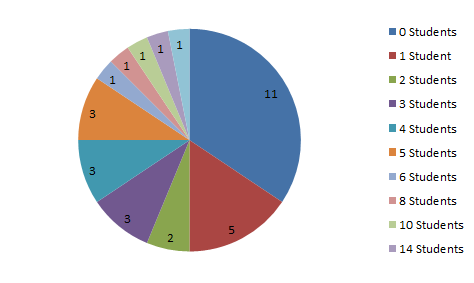 11
5
2
3
3
3
1
1
1
1
1
0 Students
1 Student
2 Students
3 Students
4 Students
5 Students
6 Students
8 Students
10 Students
14 Students